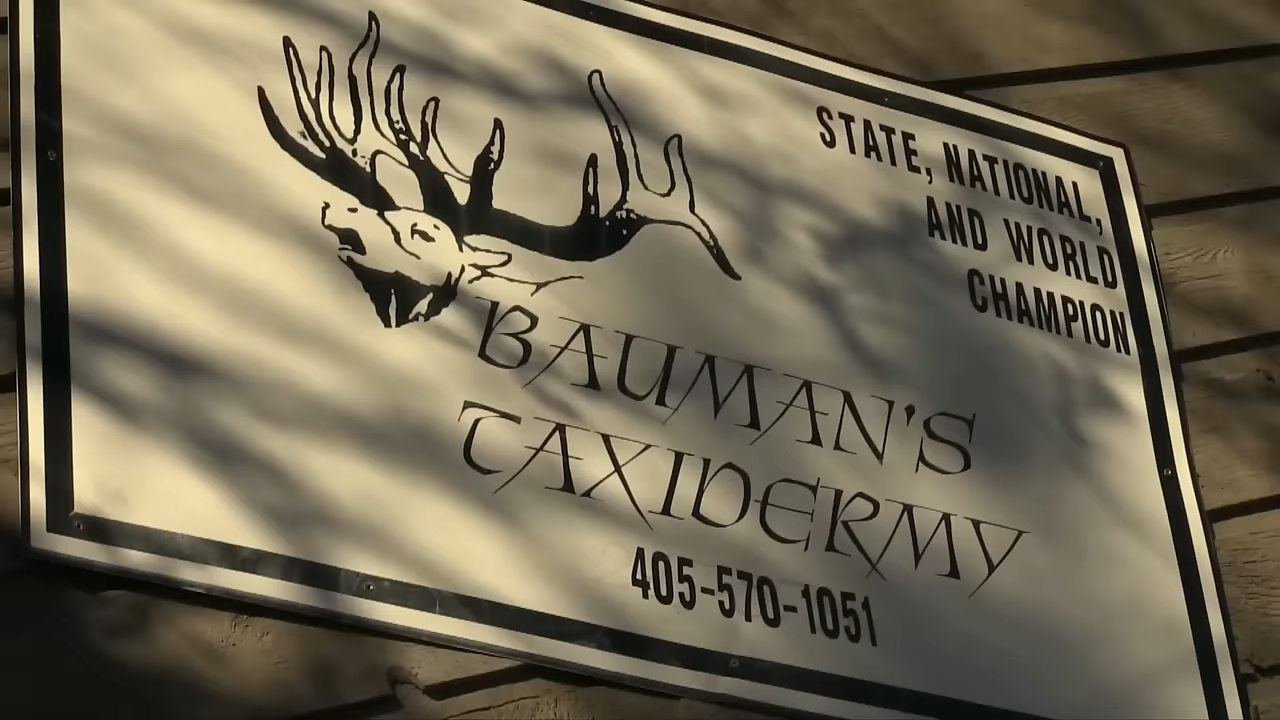 STATE, NATIONAL,
AND WORLD
CHAMPION
BAUMAN'S
TAXIDERMY
405-570-1051